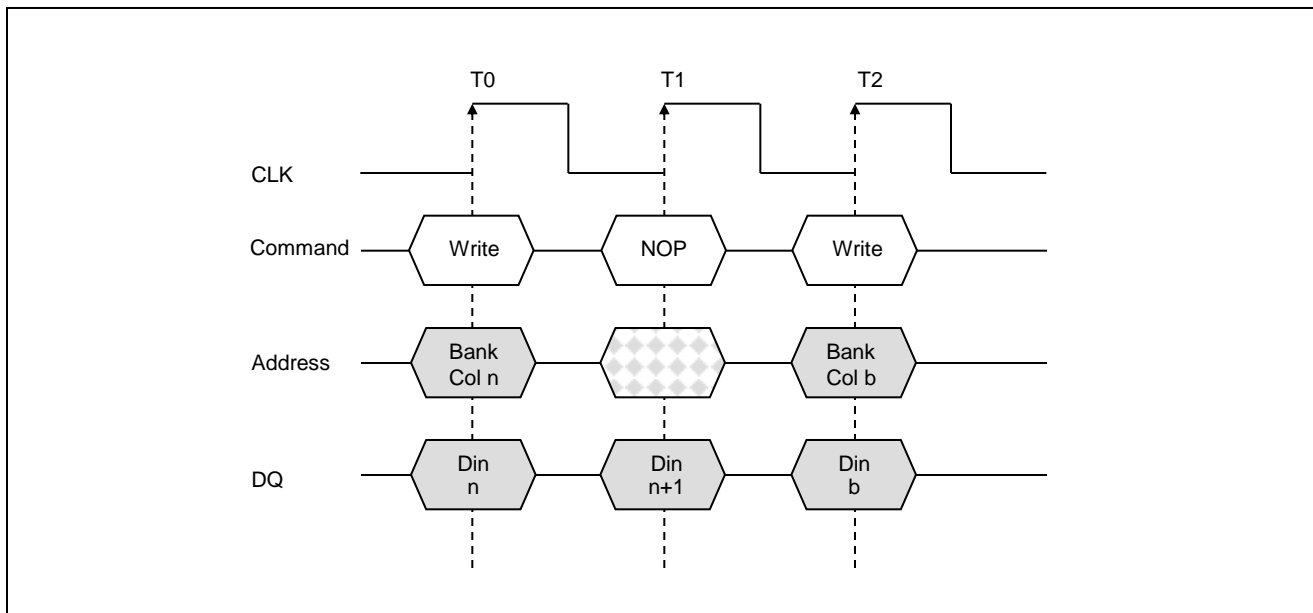 T0 T1 T2
CLK
Command Write NOP Write
Address Bank Bank
Col n Col b
DQ Din Din Din
n n+1 b